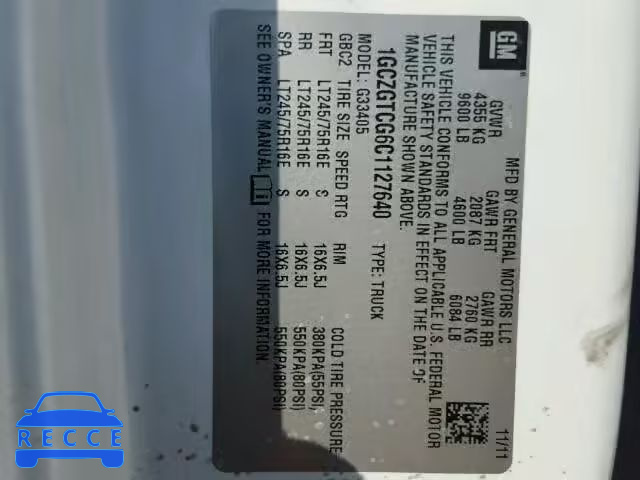 GM
MFD BY GENERAL MOTORS LLC 11/11
GVWR GAWR FRT GAWR RR
4355 KG 2087 KG 2760 KG
9600 LB 4600 LB 6084 LB
THIS VEHICLE CONFORMS TO ALL APPLICABLE U.S. FEDERAL MOTOR
VEHICLE SAFETY STANDARDS IN EFFECT ON THE DATE OF
MANUFACTURE SHOWN ABOVE.
1GCZGTCG6C1127640 TYPE: TRUCK
MODEL: G33405
GBC2 TIRE SIZE SPEED RTG RIM COLD TIRE PRESSURE
FRT LT245/75R16E S 16X6.5J 380KPA(55PSI)
RR LT245/75R16E S 16X6.5J 550KPA(80PSI)
SPA LT245/75R16E S 16X6.5J 550KPA(80PSI)
SEE OWNER'S MANUAL FOR MORE INFORMATION.
RECCE